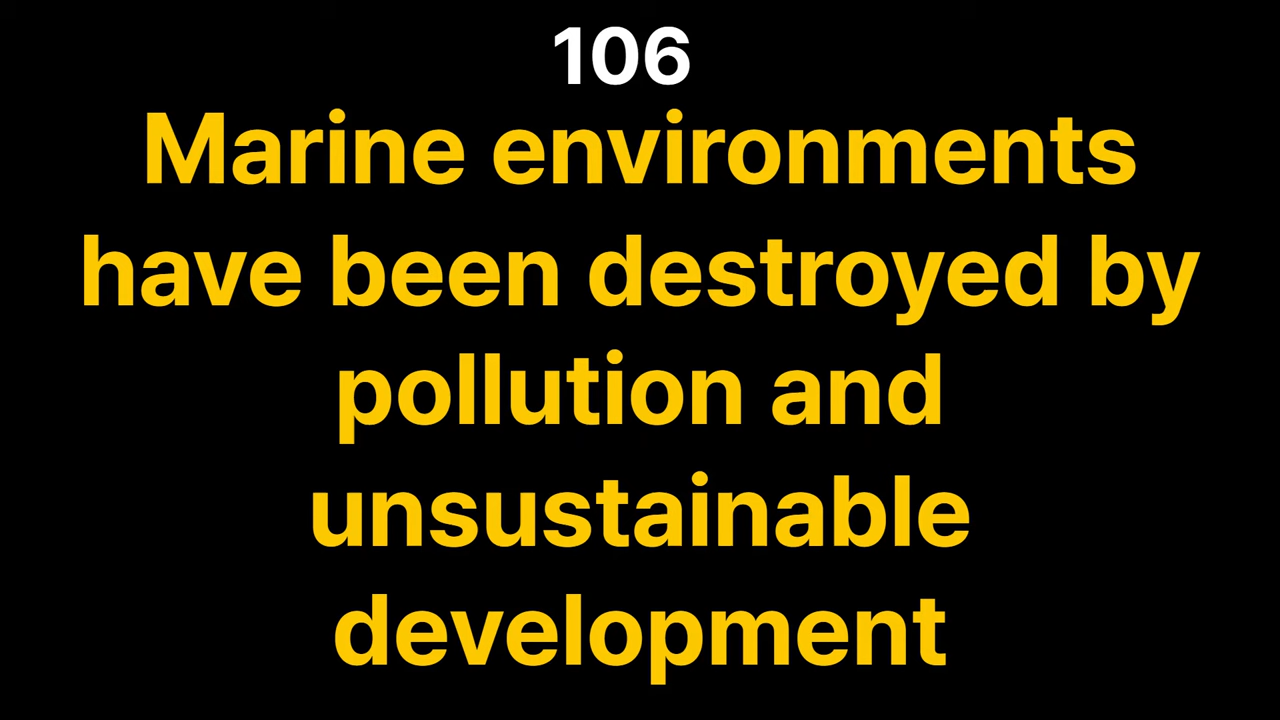 106
Marine environments
have been destroyed by
pollution and
unsustainable
development